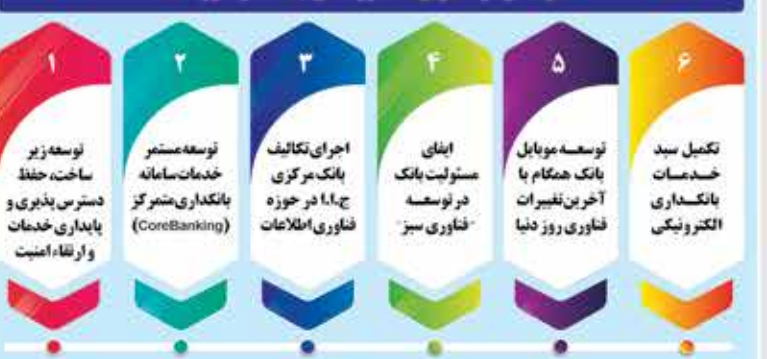 ۱
توسعه زیر
ساخت، حفظ
دسترس پذیری و
پایداری خدمات
و ارتقاء امنیت
۲
توسعه مستمر
خدمات سامانه
بانکداری متمرکز
(CoreBanking)
۳
اجرای تکالیف
بانک مرکزی
ج.ا.ا در حوزه
فناوری اطلاعات
۴
ایفای
مسئولیت بانک
در توسعه
"فناوری سبز"
۵
توسعه موبایل
بانک همگام با
آخرین تغییرات
فناوری روز دنیا
۶
تکمیل سبد
خدمات
بانکداری
الکترونیکی